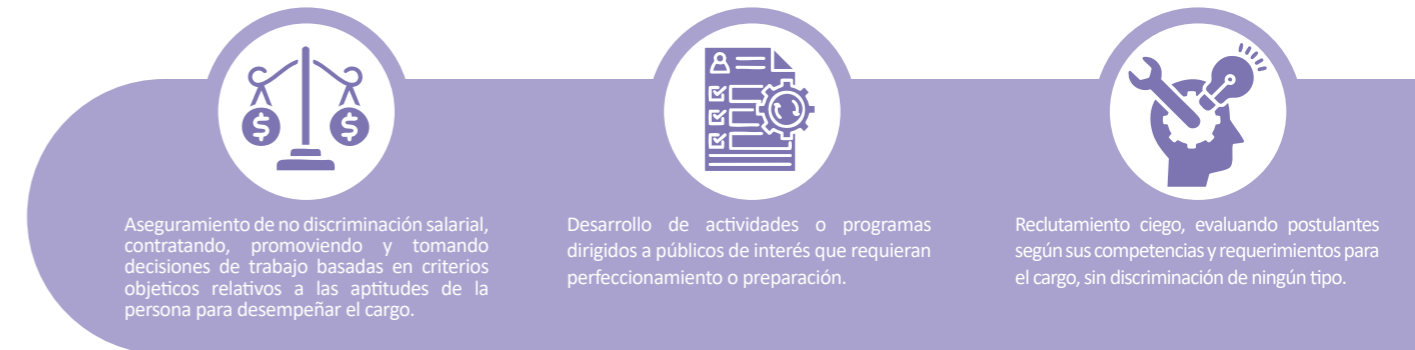 Aseguramiento de no discriminación salarial,
contratando, promoviendo y tomando
decisiones de trabajo basadas en criterios
objeticos relativos a las aptitudes de la
persona para desempeñar el cargo.
Desarrollo de actividades o programas
dirigidos a públicos de interés que requieran
perfeccionamiento o preparación.
Reclutamiento ciego, evaluando postulantes
según sus competencias y requerimientos para
el cargo, sin discriminación de ningún tipo.